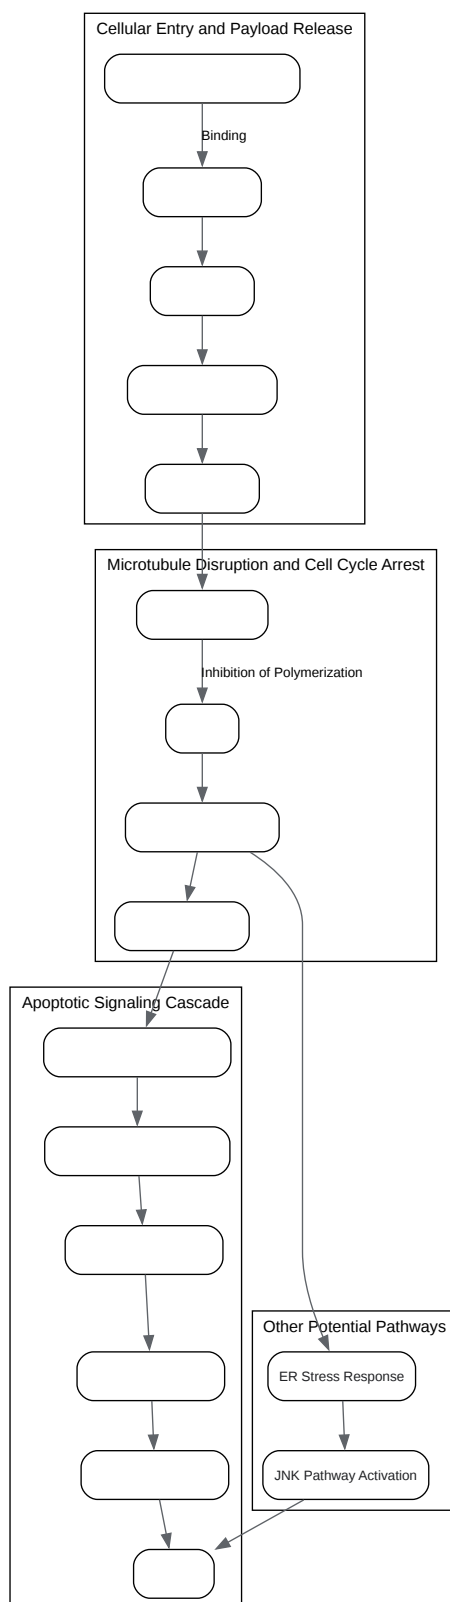 Cellular Entry and Payload Release
Binding
Microtubule Disruption and Cell Cycle Arrest
Inhibition of Polymerization
Apoptotic Signaling Cascade
Other Potential Pathways
ER Stress Response
JNK Pathway Activation